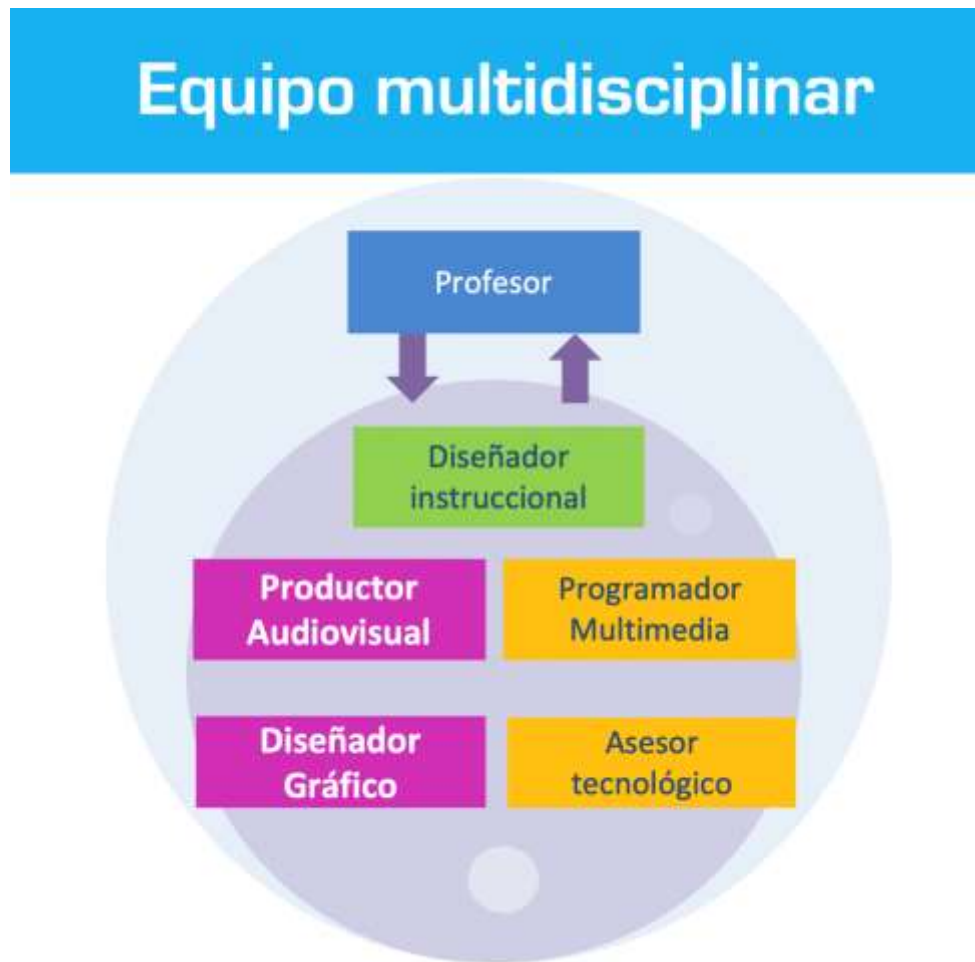 Equipo multidisciplinar
Profesor
Diseñador
instruccional
Productor
Audiovisual
Programador
Multimedia
Diseñador
Gráfico
Asesor
tecnológico